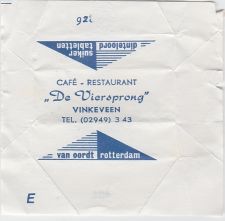 92i
suiker dinteloord
tabletten
CAFÉ - RESTAURANT
„De Viersprong"
VINKEVEEN
TEL. (02949) 3 43
van oordt rotterdam
E